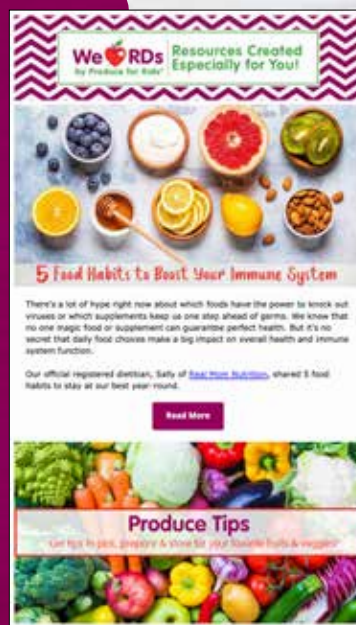 We RDs
by Produce for Kids®
Resources Created
Especially for You!
5 Food Habits to Boost Your Immune System
There's a lot of hype right now about which foods have the power to knock out
viruses or which supplements keep us one step ahead of germs. We know that
no one magic food or supplement can guarantee perfect health. But it's no
secret that daily food choices make a big impact on overall health and immune
system function.
Our official registered dietitian, Sally of Real Mom Nutrition, shared 5 food
habits to stay at our best year-round.
Read More
Produce Tips
Get tips to pick, prepare & store for your favorite fruits & veggies!